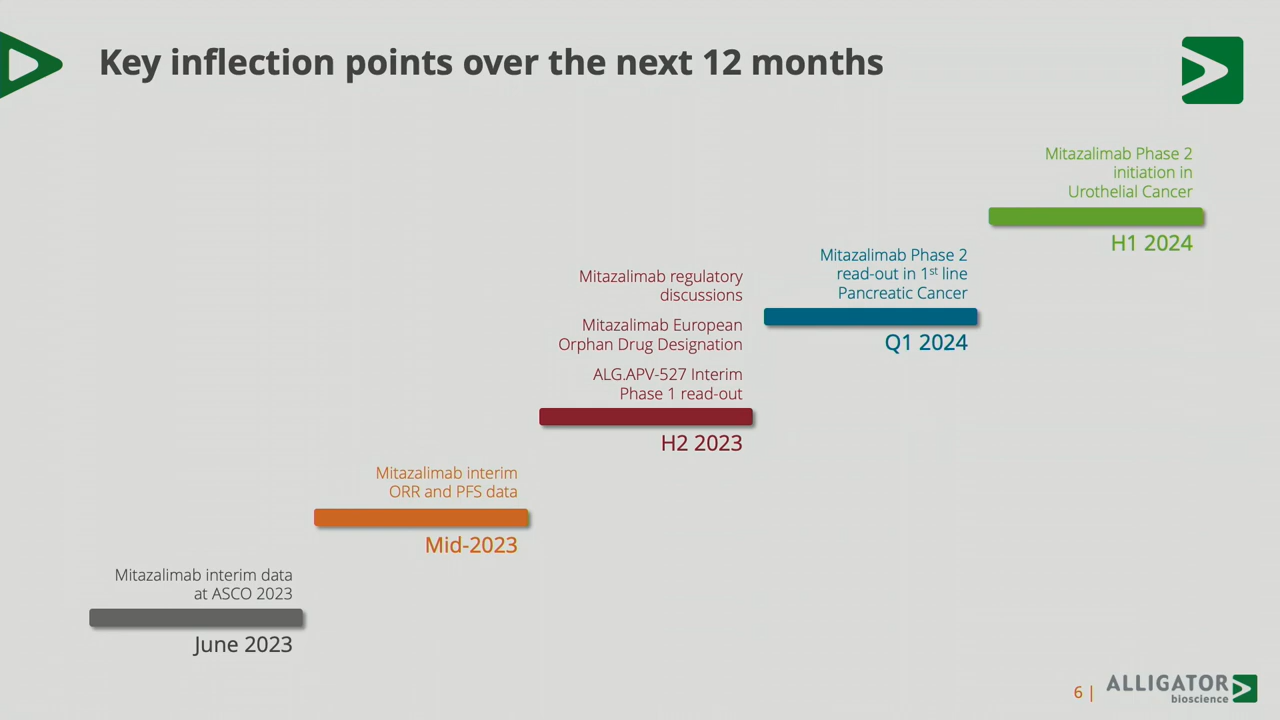 Key inflection points over the next 12 months
Mitazalimab Phase 2
initiation in
Urothelial Cancer
H1 2024
Mitazalimab Phase 2
read-out in 1st line
Pancreatic Cancer
Q1 2024
Mitazalimab regulatory
discussions
Mitazalimab European
Orphan Drug Designation
ALG.APV-527 Interim
Phase 1 read-out
H2 2023
Mitazalimab interim
ORR and PFS data
Mid-2023
Mitazalimab interim data
at ASCO 2023
June 2023
6 |
ALLIGATOR
bioscience